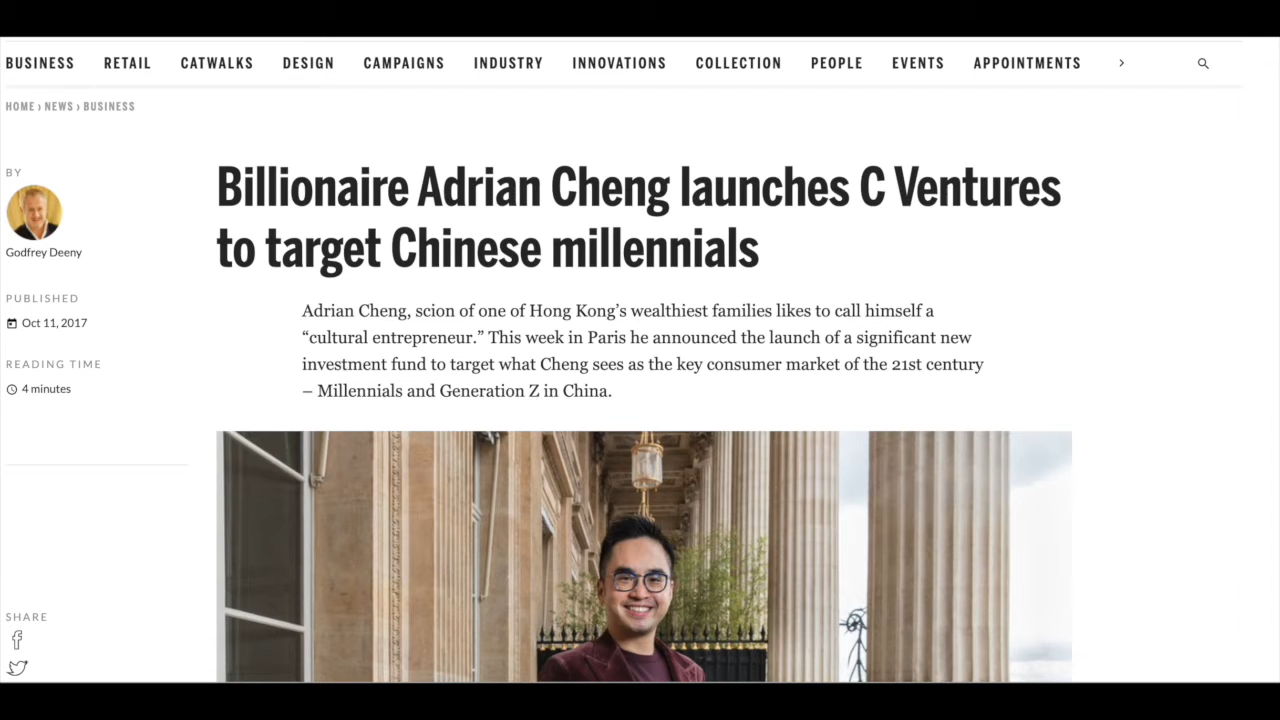 BUSINESS RETAIL CATWALKS DESIGN CAMPAIGNS INDUSTRY INNOVATIONS COLLECTION PEOPLE EVENTS APPOINTMENTS
HOME › NEWS › BUSINESS
BY
Godfrey Deeny
PUBLISHED
Oct 11, 2017
READING TIME
4 minutes
SHARE
Billionaire Adrian Cheng launches C Ventures
to target Chinese millennials
Adrian Cheng, scion of one of Hong Kong’s wealthiest families likes to call himself a
“cultural entrepreneur.” This week in Paris he announced the launch of a significant new
investment fund to target what Cheng sees as the key consumer market of the 21st century
– Millennials and Generation Z in China.